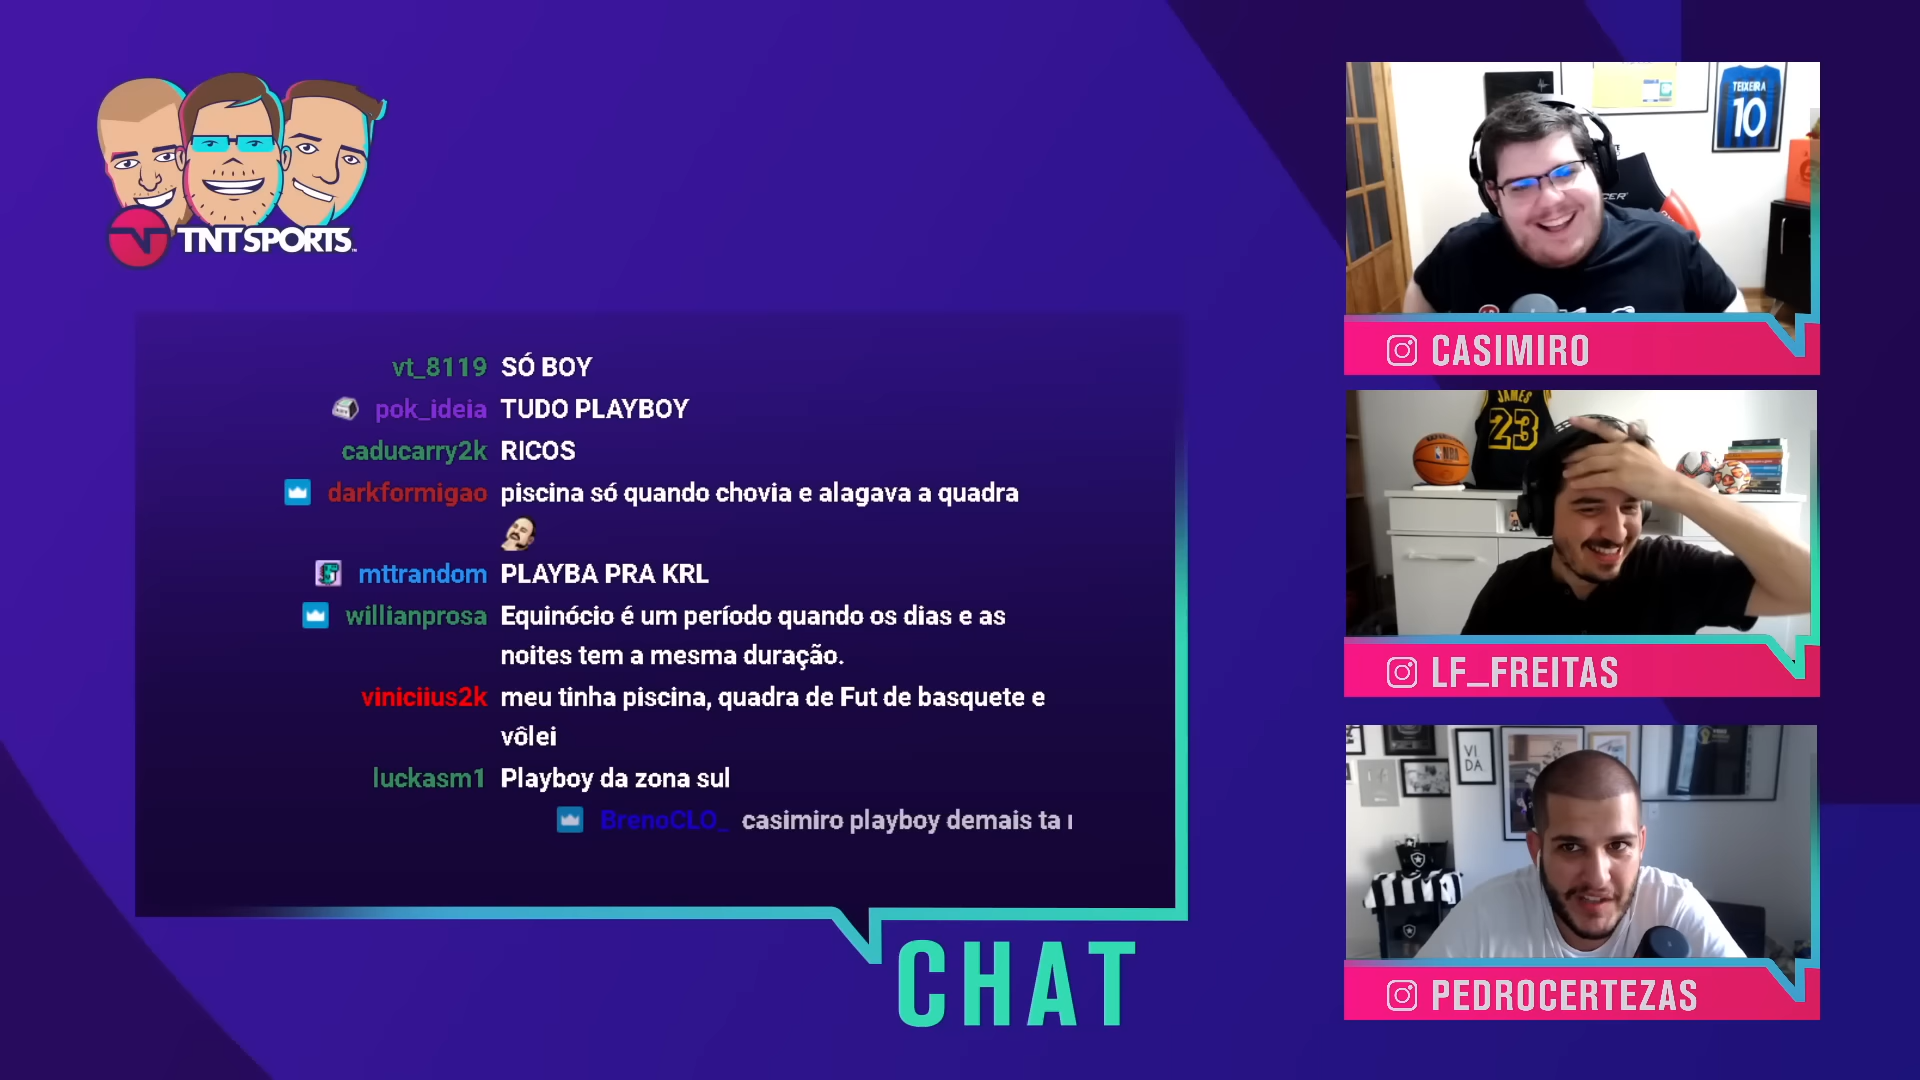 TNT SPORTS
vt_8119 SÓ BOY
pok_ideia TUDO PLAYBOY
caducarry2k RICOS
darkformigao piscina só quando chovia e alagava a quadra
mttrandom PLAYBA PRA KRL
willianprosa Equinócio é um período quando os dias e as
noites tem a mesma duração.
viniciius2k meu tinha piscina, quadra de Fut de basquete e
vôlei
luckasm1 Playboy da zona sul
BrenoCLO_ casimiro playboy demais ta
CHAT
TEIXEIRA
10
CASIMIRO
JAMES
23
NBA
LF_FREITAS
VI
DA
PEDROCERTEZAS